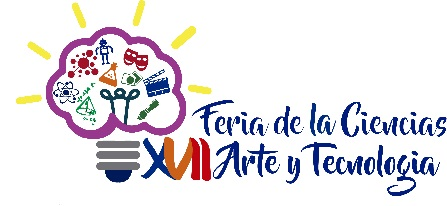 Feria de la Ciencias
XVII Arte y Tecnologia